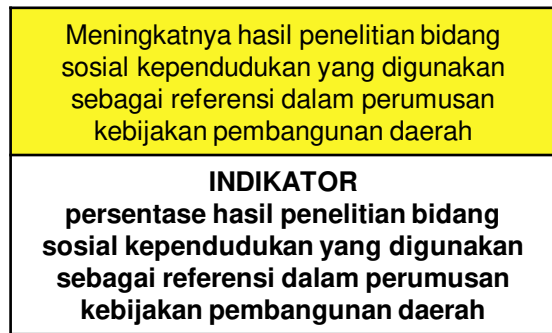 Meningkatnya hasil penelitian bidang
sosial kependudukan yang digunakan
sebagai referensi dalam perumusan
kebijakan pembangunan daerah
INDIKATOR
persentase hasil penelitian bidang
sosial kependudukan yang digunakan
sebagai referensi dalam perumusan
kebijakan pembangunan daerah